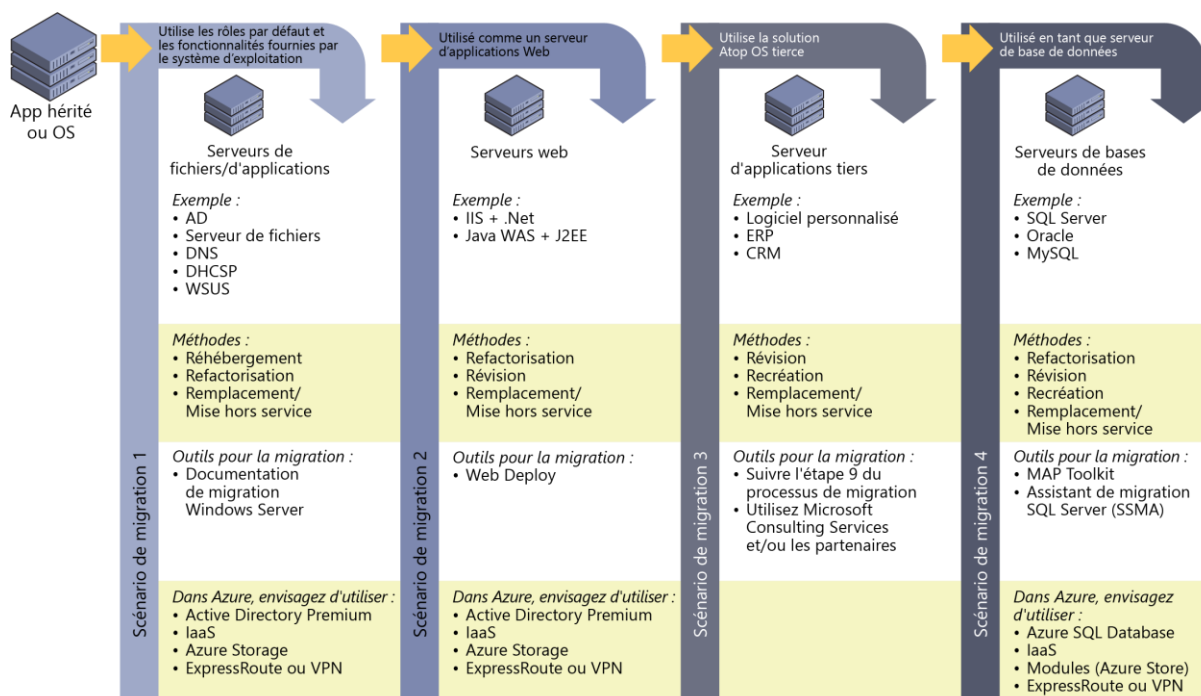 App hérité
ou OS
Scénario de migration 1
Utilise les rôles par défaut et
les fonctionnalités fournies par
le système d'exploitation
Serveurs de
fichiers/d'applications
Exemple :
• AD
• Serveur de fichiers
• DNS
• DHCSP
• WSUS
Méthodes :
• Réhébergement
• Refactorisation
• Remplacement/
Mise hors service
Outils pour la migration :
• Documentation
de migration
Windows Server
Dans Azure, envisagez d'utiliser :
• Active Directory Premium
• IaaS
• Azure Storage
• ExpressRoute ou VPN
Scénario de migration 2
Utilisé comme un serveur
d'applications Web
Serveurs web
Exemple :
• IIS + .Net
• Java WAS + J2EE
Méthodes :
• Refactorisation
• Révision
• Remplacement/
Mise hors service
Outils pour la migration :
• Web Deploy
Dans Azure, envisagez d'utiliser :
• Active Directory Premium
• IaaS
• Azure Storage
• ExpressRoute ou VPN
Scénario de migration 3
Utilise la solution
Atop OS tierce
Serveur
d'applications tiers
Exemple :
• Logiciel personnalisé
• ERP
• CRM
Méthodes :
• Révision
• Recréation
• Remplacement/
Mise hors service
Outils pour la migration :
• Suivre l'étape 9 du
processus de migration
• Utilisez Microsoft
Consulting Services
et/ou les partenaires
Scénario de migration 4
Utilisé en tant que serveur
de base de données
Serveurs de bases
de données
Exemple :
• SQL Server
• Oracle
• MySQL
Méthodes :
• Refactorisation
• Révision
• Recréation
• Remplacement/
Mise hors service
Outils pour la migration :
• MAP Toolkit
• Assistant de migration
SQL Server (SSMA)
Dans Azure, envisagez
d'utiliser :
• Azure SQL Database
• IaaS
• Modules (Azure Store)
• ExpressRoute ou VPN